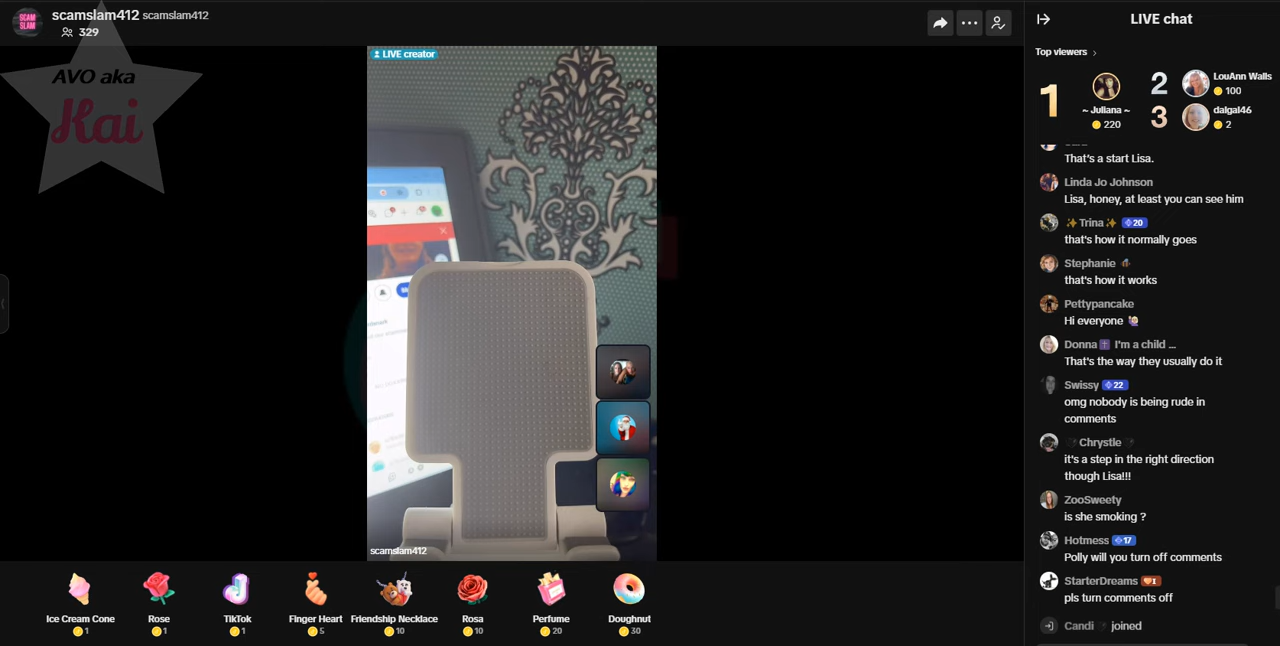 SCAM
SLAM
scamslam412 scamslam412
329
AVO aka
Kai
LIVE creator
scamslam412
Ice Cream Cone
1
Rose
1
TikTok
1
Finger Heart
5
Friendship Necklace
10
Rosa
10
Perfume
20
Doughnut
30
LIVE chat
Top viewers
1
~ Juliana ~
220
2
LouAnn Walls
100
3
dalgal46
2
That's a start Lisa.
Linda Jo Johnson
Lisa, honey, at least you can see him
Trina 20
that's how it normally goes
Stephanie
that's how it works
Pettypancake
Hi everyone
Donna I'm a child ...
That's the way they usually do it
Swissy 22
omg nobody is being rude in
comments
Chrystle
it's a step in the right direction
though Lisa!!!
ZooSweety
is she smoking ?
Hotmess 17
Polly will you turn off comments
StarterDreams I
pls turn comments off
Candi joined